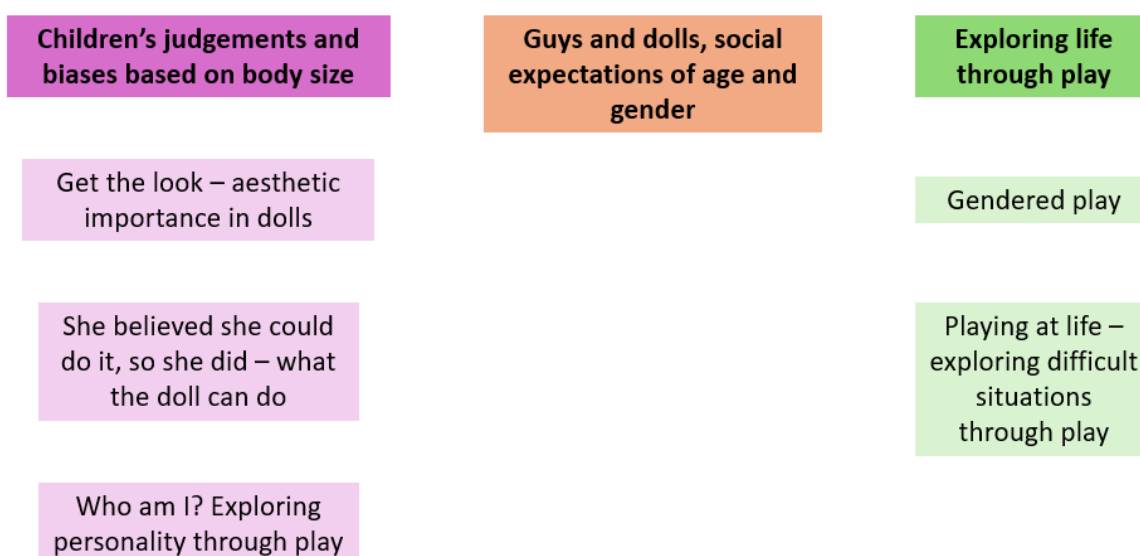 Children’s judgements and
biases based on body size
Get the look – aesthetic
importance in dolls
She believed she could
do it, so she did – what
the doll can do
Who am I? Exploring
personality through play
Guys and dolls, social
expectations of age and
gender
Exploring life
through play
Gendered play
Playing at life –
exploring difficult
situations
through play